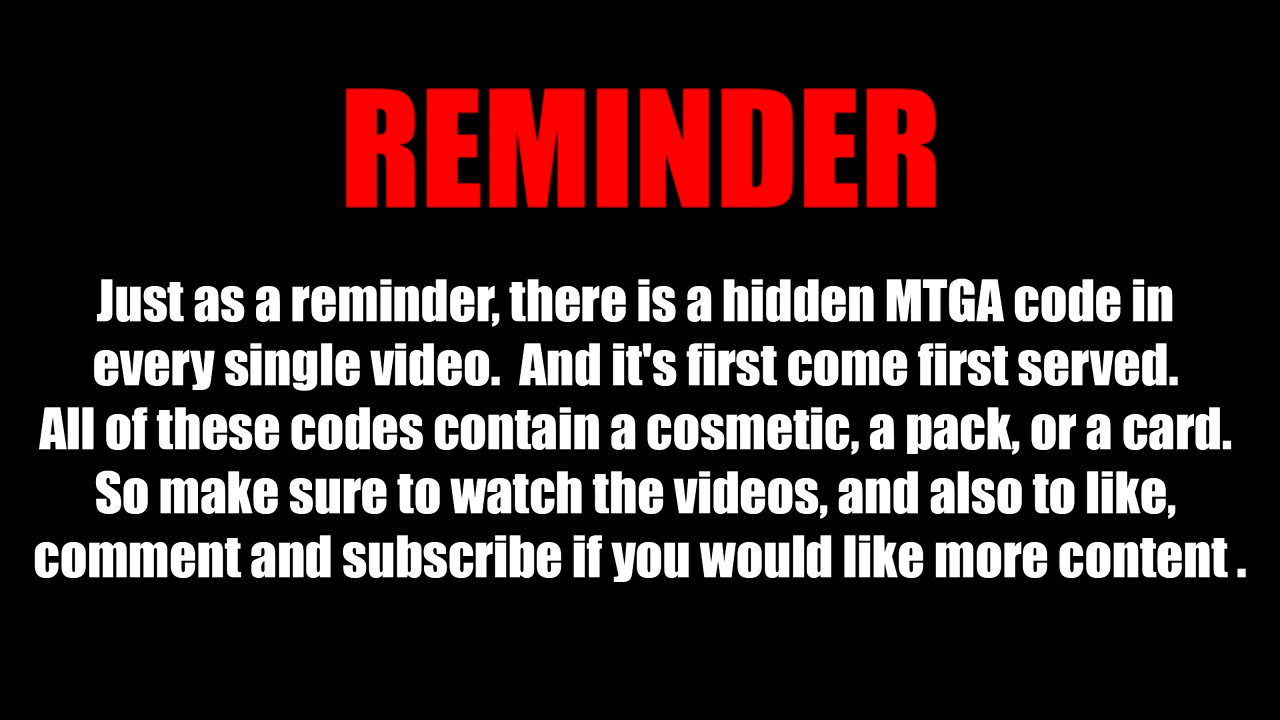 REMINDER
Just as a reminder, there is a hidden MTGA code in
every single video.  And it's first come first served.
All of these codes contain a cosmetic, a pack, or a card.
So make sure to watch the videos, and also to like,
comment and subscribe if you would like more content .